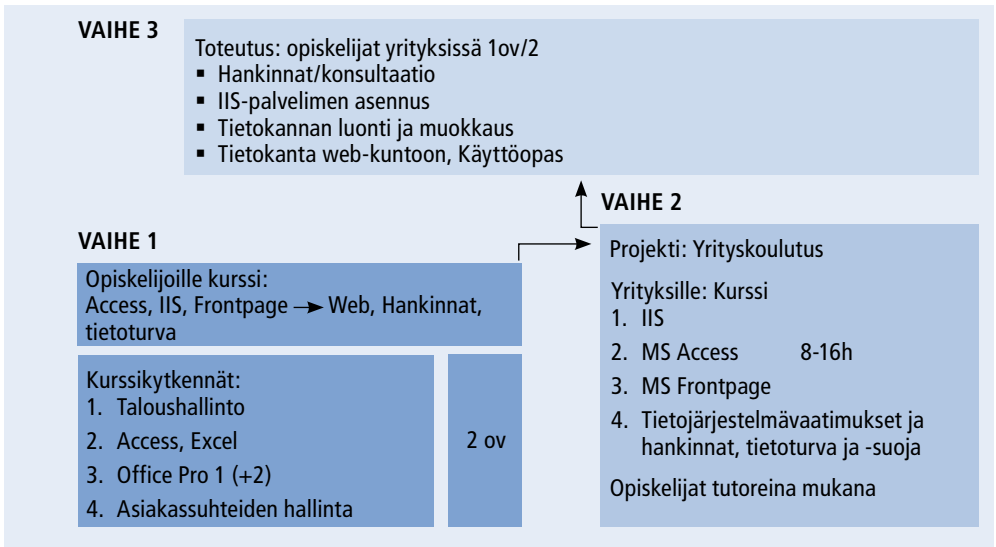 VAIHE 3
Toteutus: opiskelijat yrityksissä 1ov/2
▪ Hankinnat/konsultaatio
▪ IIS-palvelimen asennus
▪ Tietokannan luonti ja muokkaus
▪ Tietokanta web-kuntoon, Käyttöopas
VAIHE 1
Opiskelijoille kurssi:
Access, IIS, Frontpage → Web, Hankinnat,
tietoturva
Kurssikytkennät:
1. Taloushallinto
2. Access, Excel
3. Office Pro 1 (+2)
4. Asiakassuhteiden hallinta
2 ov
VAIHE 2
Projekti: Yrityskoulutus
Yrityksille: Kurssi
1. IIS
2. MS Access 8-16h
3. MS Frontpage
4. Tietojärjestelmävaatimukset ja
hankinnat, tietoturva ja -suoja
Opiskelijat tutoreina mukana